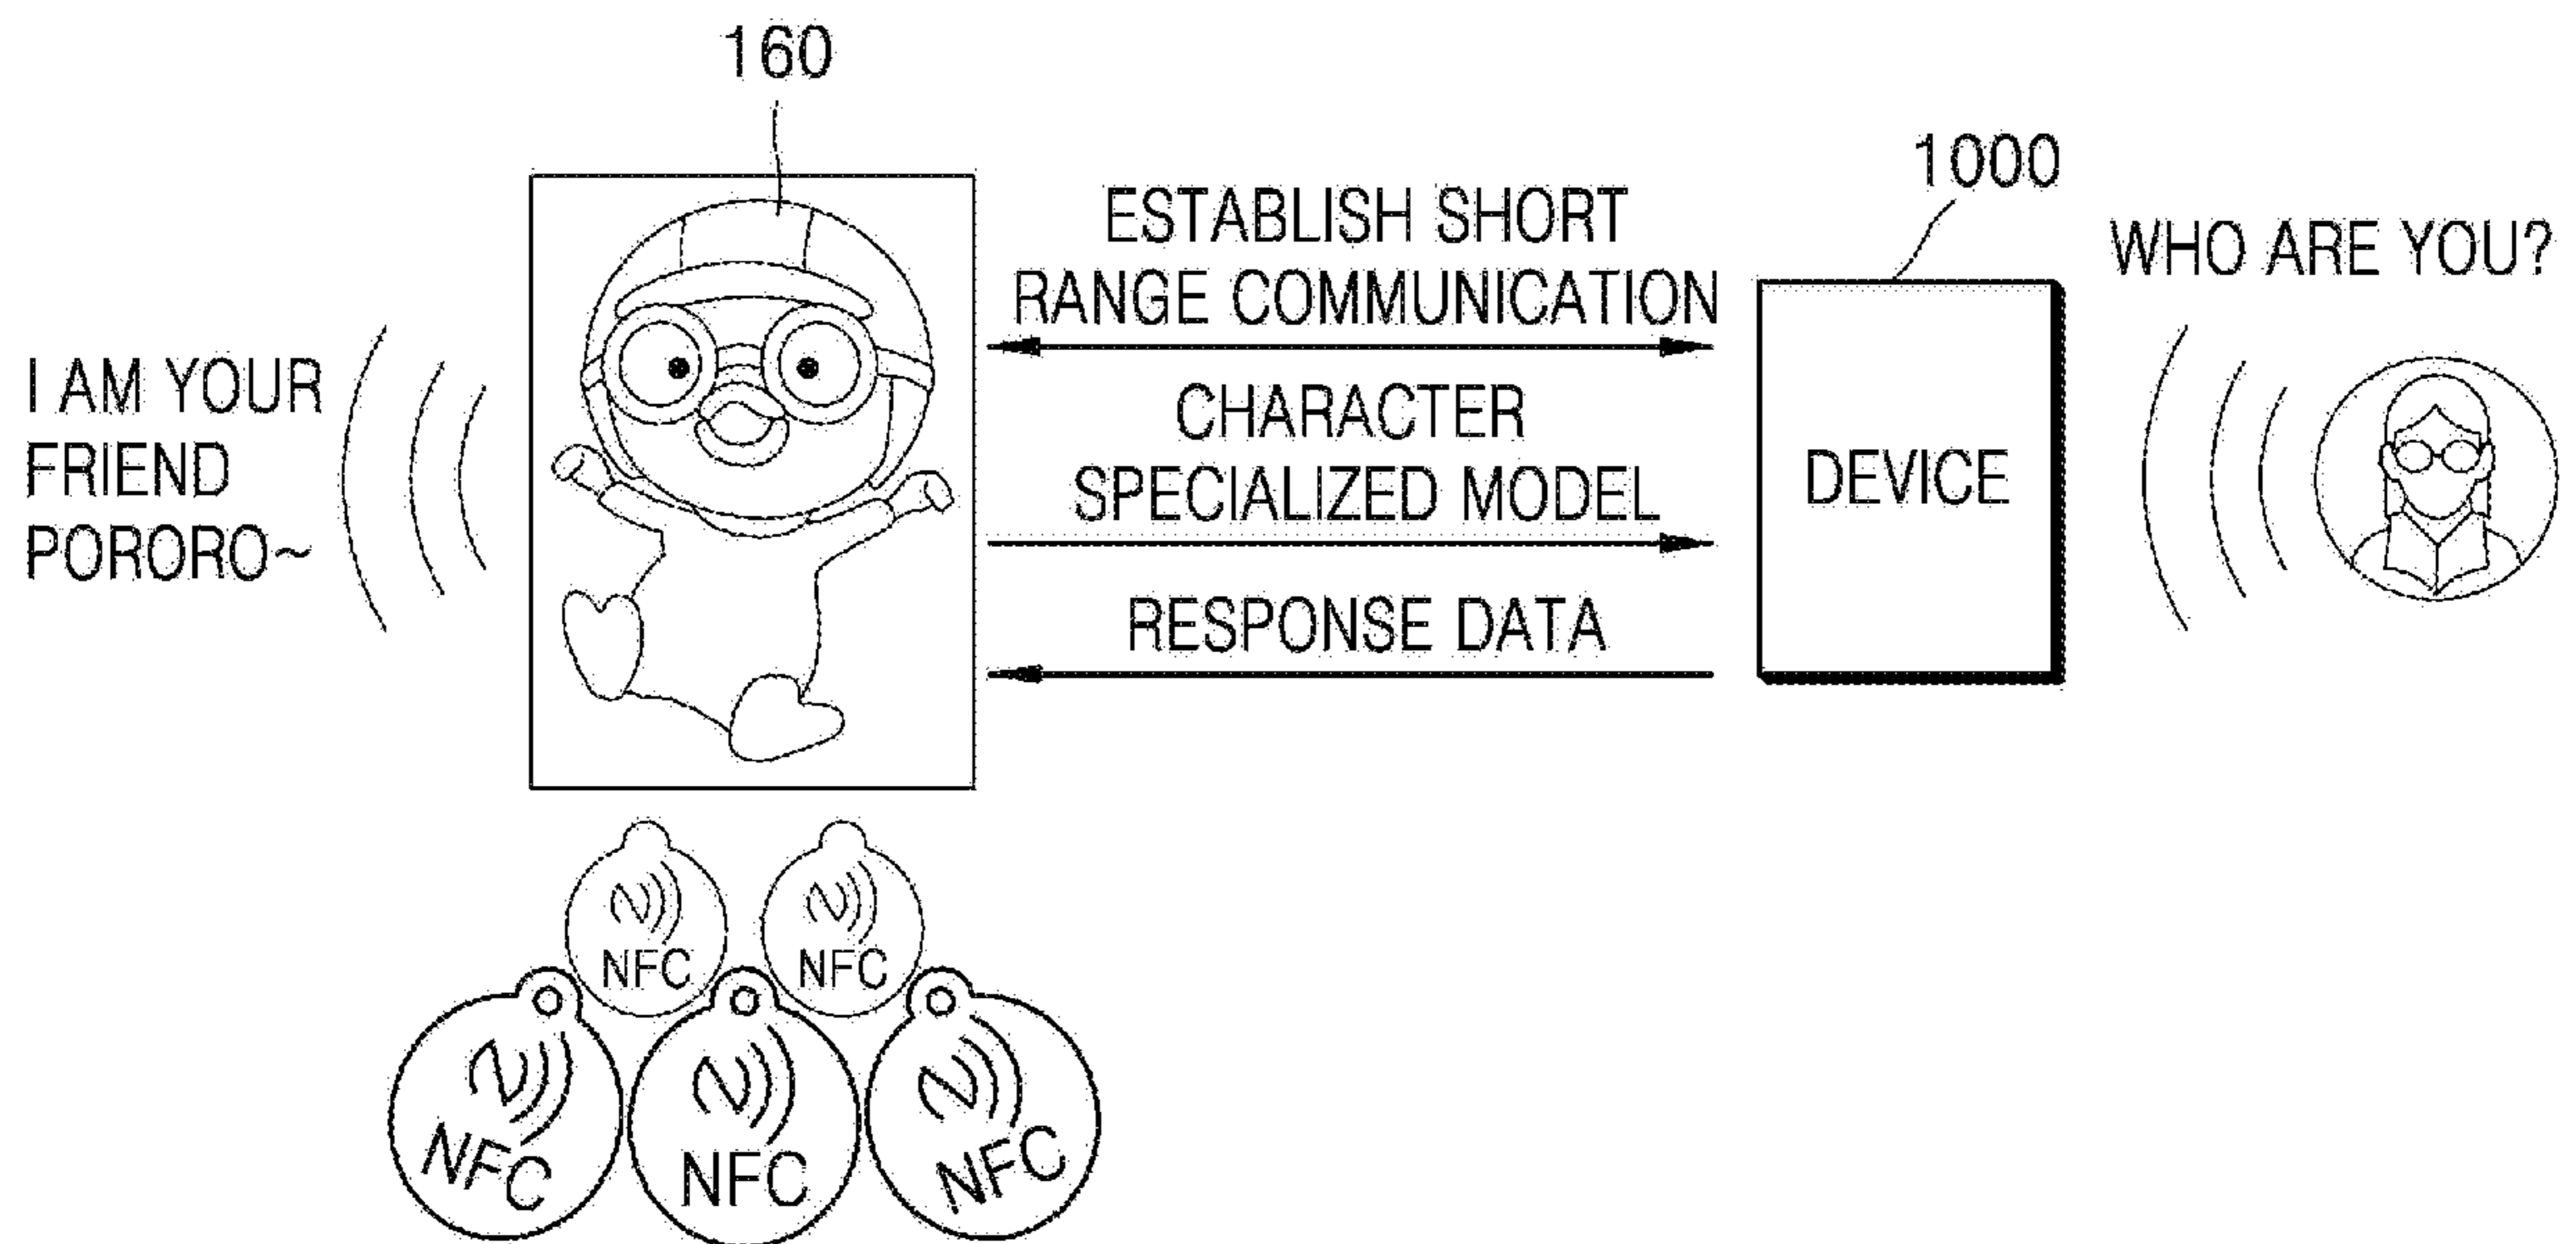 160
1000
ESTABLISH SHORT
RANGE COMMUNICATION
WHO ARE YOU?
I AM YOUR
FRIEND
PORORO~
CHARACTER
SPECIALIZED MODEL
DEVICE
RESPONSE DATA
NFC
NFC
NFC
NFC
NFC